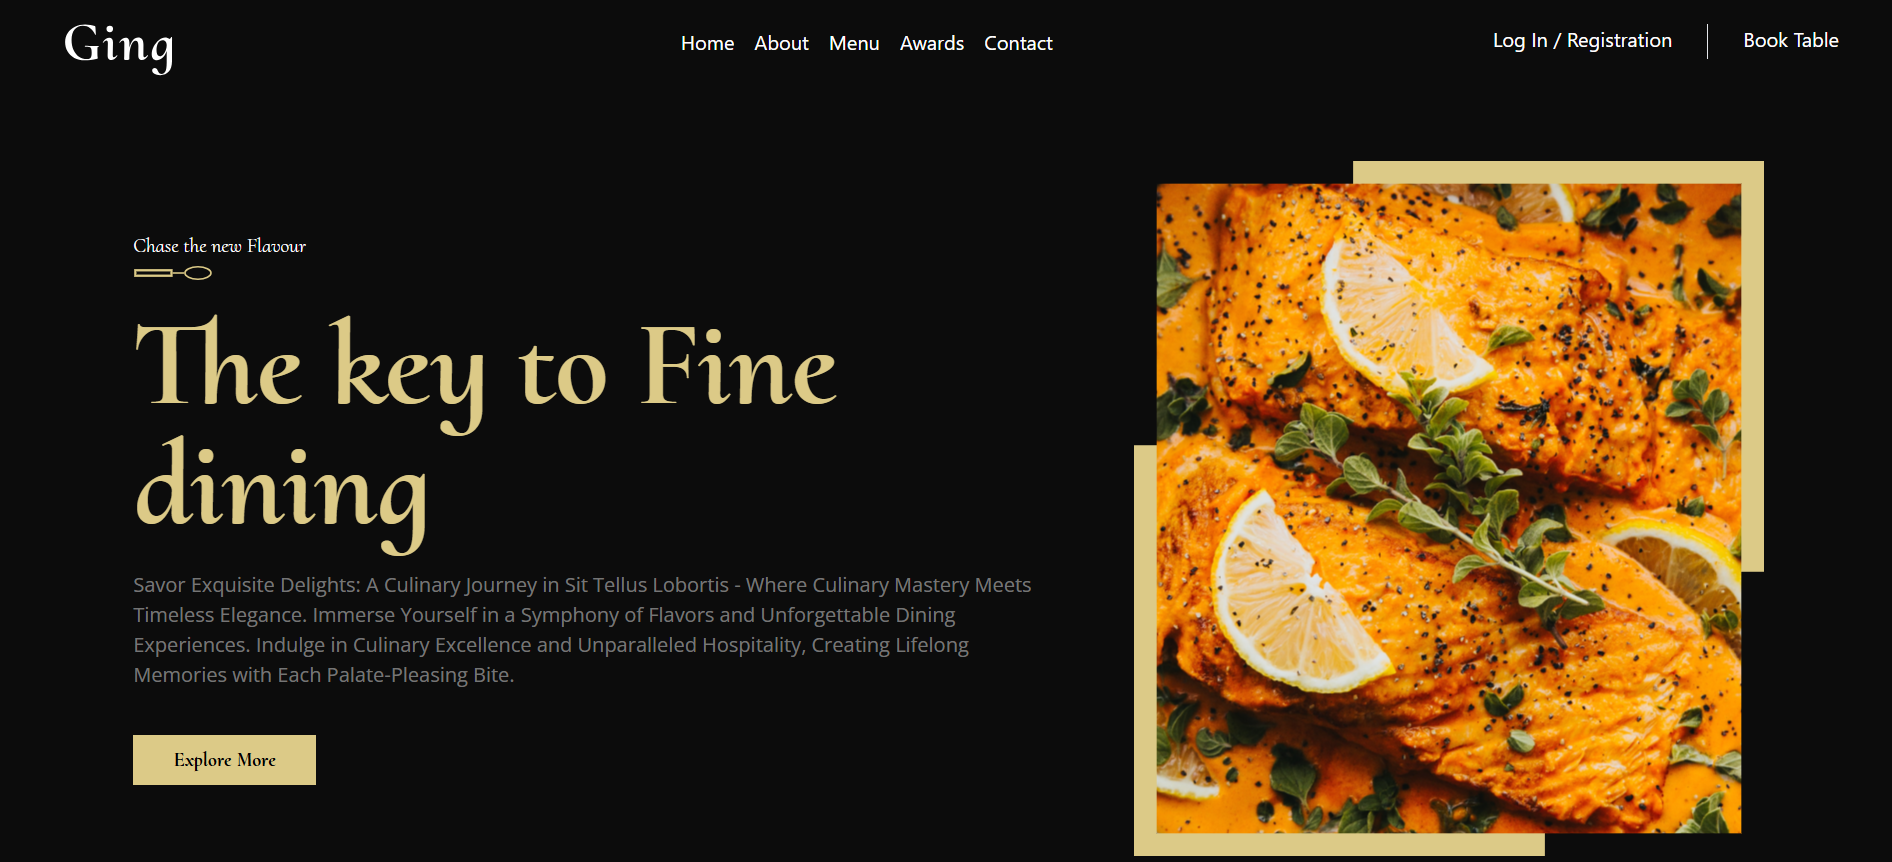 Ging
Home About Menu Awards Contact
Log In / Registration
Book Table
Chase the new Flavour
The key to Fine
dining
Savor Exquisite Delights: A Culinary Journey in Sit Tellus Lobortis - Where Culinary Mastery Meets
Timeless Elegance. Immerse Yourself in a Symphony of Flavors and Unforgettable Dining
Experiences. Indulge in Culinary Excellence and Unparalleled Hospitality, Creating Lifelong
Memories with Each Palate-Pleasing Bite.
Explore More